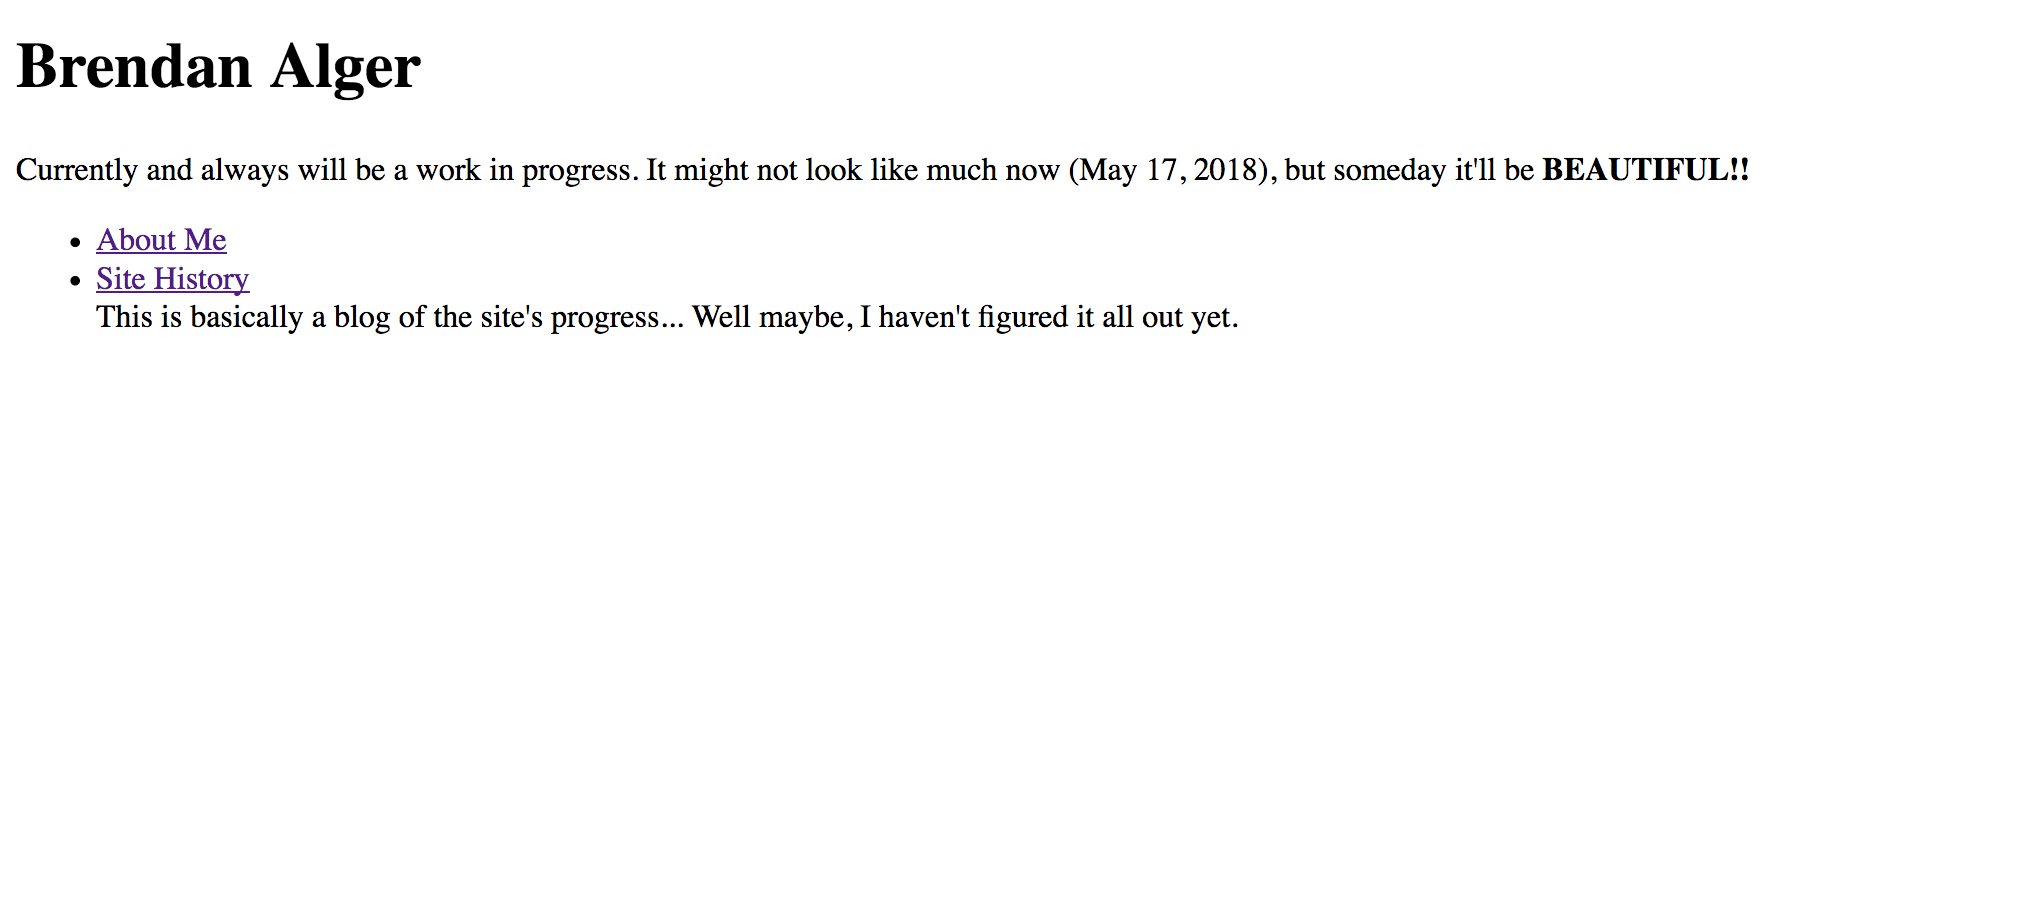 Brendan Alger
Currently and always will be a work in progress. It might not look like much now (May 17, 2018), but someday it'll be BEAUTIFUL!!
About Me
Site History
This is basically a blog of the site's progress... Well maybe, I haven't figured it all out yet.